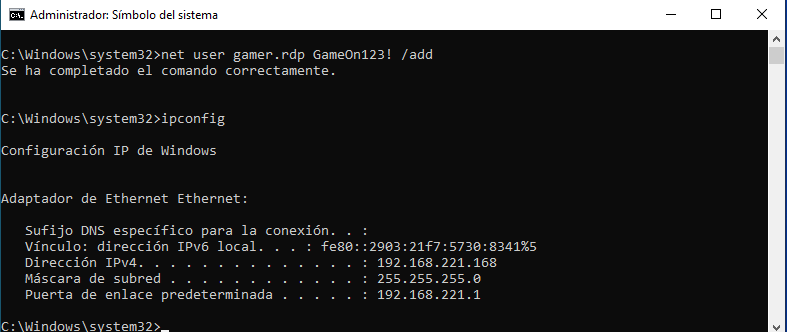 Administrador: Símbolo del sistema
C:\Windows\system32>net user gamer.rdp GameOn123! /add
Se ha completado el comando correctamente.
C:\Windows\system32>ipconfig
Configuración IP de Windows
Adaptador de Ethernet Ethernet:
Sufijo DNS específico para la conexión. . :
Vínculo: dirección IPv6 local. . . : fe80::2903:21f7:5730:8341%5
Dirección IPv4. . . . . . . . . . . . . . : 192.168.221.168
Máscara de subred . . . . . . . . . . . . : 255.255.255.0
Puerta de enlace predeterminada . . . . . : 192.168.221.1
C:\Windows\system32>_